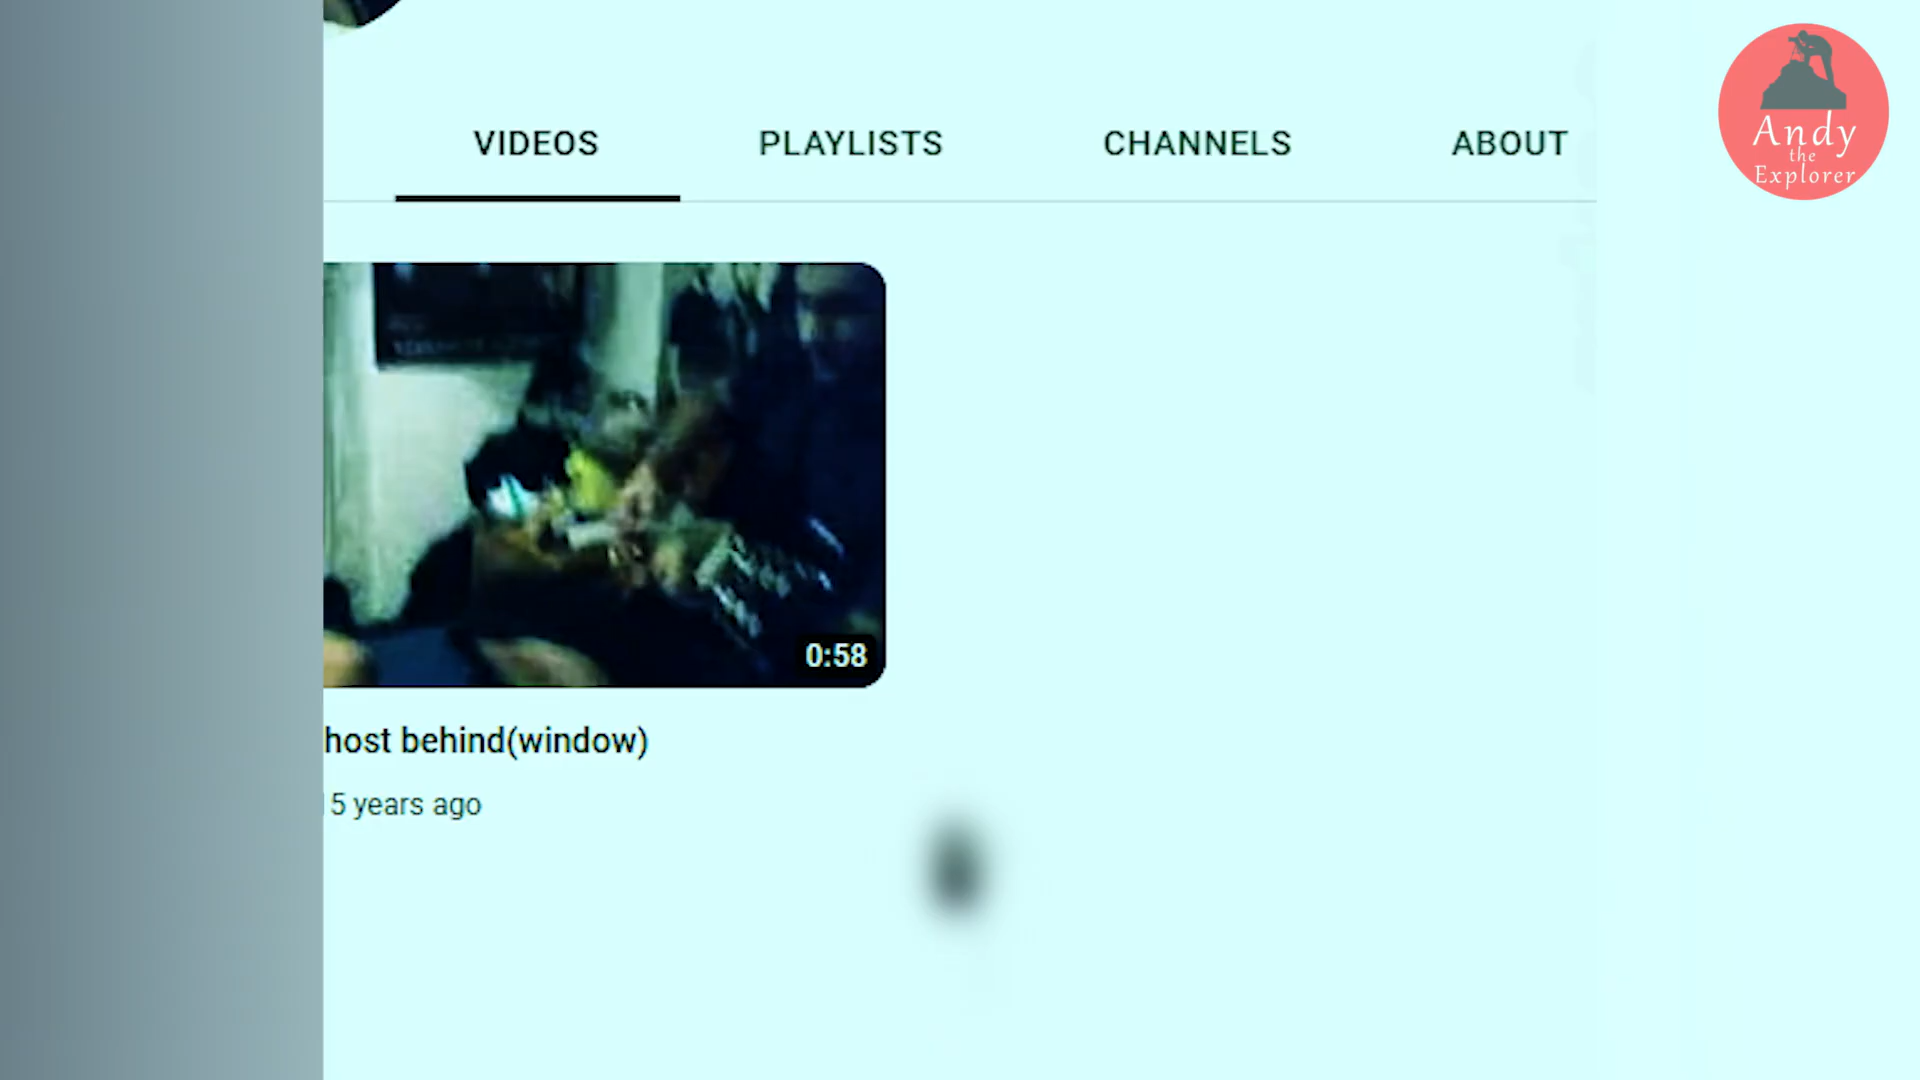 VIDEOS PLAYLISTS CHANNELS ABOUT
0:58
host behind(window)
5 years ago
Andy
the
Explorer